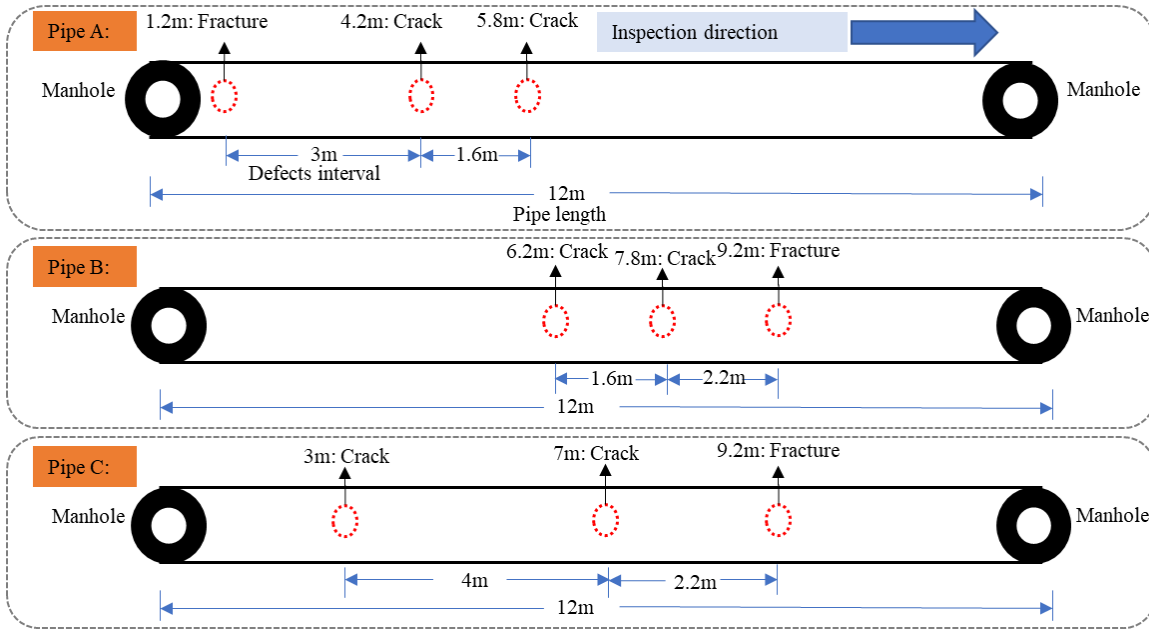 Pipe A:
1.2m: Fracture
4.2m: Crack
5.8m: Crack
Inspection direction
Manhole
Manhole
3m
1.6m
Defects interval
12m
Pipe length
Pipe B:
6.2m: Crack
7.8m: Crack
9.2m: Fracture
Manhole
Manhole
1.6m
2.2m
12m
Pipe C:
3m: Crack
7m: Crack
9.2m: Fracture
Manhole
Manhole
4m
2.2m
12m